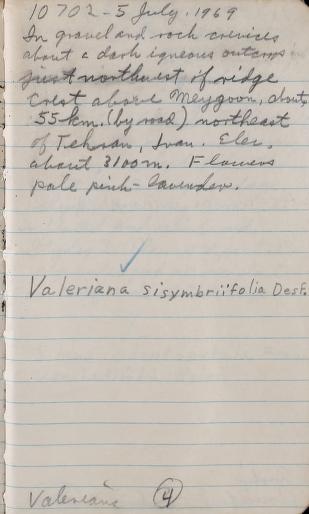 10702 - 5 July. 1969
In gravel and rock crevices
about a dark igneous outcrop
just northwest of ridge
crest above Meygoon, about
55 km. (by road) northeast
of Tehran, Iran. Elev.
about 3100 m. Flowers
pale pink-lavender.
Valeriana sisymbriifolia Desf.
Valeriana 4